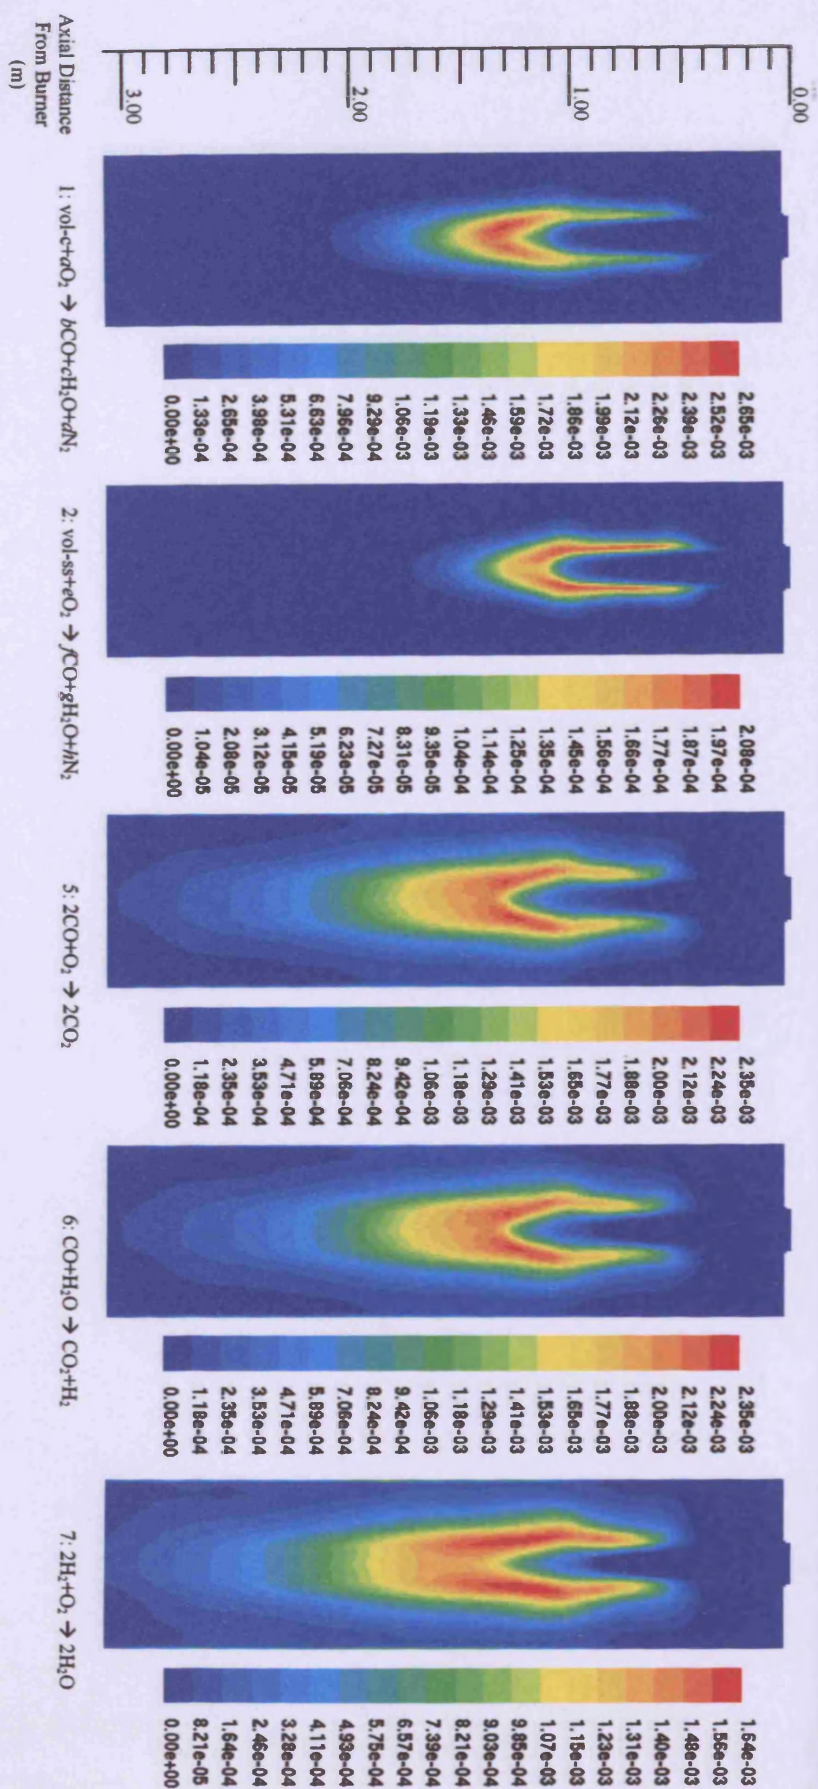 0.00
1.00
2.00
3.00
Axial Distance
From Burner
(m)
1: vol-c+aO₂ → bCO+cH₂O+dN₂
2.65e-03
2.52e-03
2.39e-03
2.26e-03
2.12e-03
1.99e-03
1.86e-03
1.72e-03
1.59e-03
1.46e-03
1.33e-03
1.19e-03
1.06e-03
9.29e-04
7.96e-04
6.63e-04
5.31e-04
3.98e-04
2.65e-04
1.33e-04
0.00e+00
2: vol-ss+eO₂ → fCO+gH₂O+hN₂
2.08e-04
1.97e-04
1.87e-04
1.77e-04
1.66e-04
1.56e-04
1.45e-04
1.35e-04
1.25e-04
1.14e-04
1.04e-04
9.35e-05
8.31e-05
7.27e-05
6.23e-05
5.19e-05
4.15e-05
3.12e-05
2.08e-05
1.04e-05
0.00e+00
5: 2CO+O₂ → 2CO₂
2.35e-03
2.24e-03
2.12e-03
2.00e-03
1.88e-03
1.77e-03
1.65e-03
1.53e-03
1.41e-03
1.29e-03
1.18e-03
1.06e-03
9.42e-04
8.24e-04
7.06e-04
5.89e-04
4.71e-04
3.53e-04
2.35e-04
1.18e-04
0.00e+00
6: CO+H₂O → CO₂+H₂
2.35e-03
2.24e-03
2.12e-03
2.00e-03
1.88e-03
1.77e-03
1.65e-03
1.53e-03
1.41e-03
1.29e-03
1.18e-03
1.06e-03
9.42e-04
8.24e-04
7.06e-04
5.89e-04
4.71e-04
3.53e-04
2.35e-04
1.18e-04
0.00e+00
7: 2H₂+O₂ → 2H₂O
1.64e-03
1.56e-03
1.48e-03
1.40e-03
1.31e-03
1.23e-03
1.15e-03
1.07e-03
9.85e-04
9.03e-04
8.21e-04
7.39e-04
6.57e-04
5.75e-04
4.93e-04
4.11e-04
3.28e-04
2.46e-04
1.64e-04
8.21e-05
0.00e+00